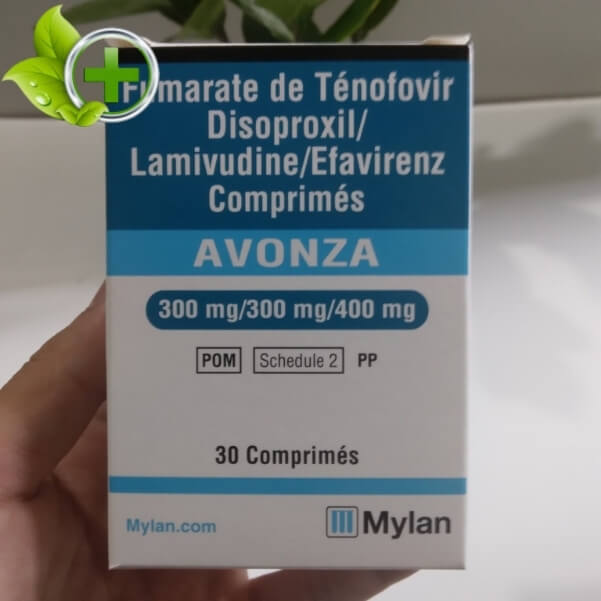 Fumarate de Ténofovir
Disoproxil/
Lamivudine/Efavirenz
Comprimés
AVONZA
300 mg/300 mg/400 mg
POM Schedule 2 PP
30 Comprimés
Mylan.com Mylan